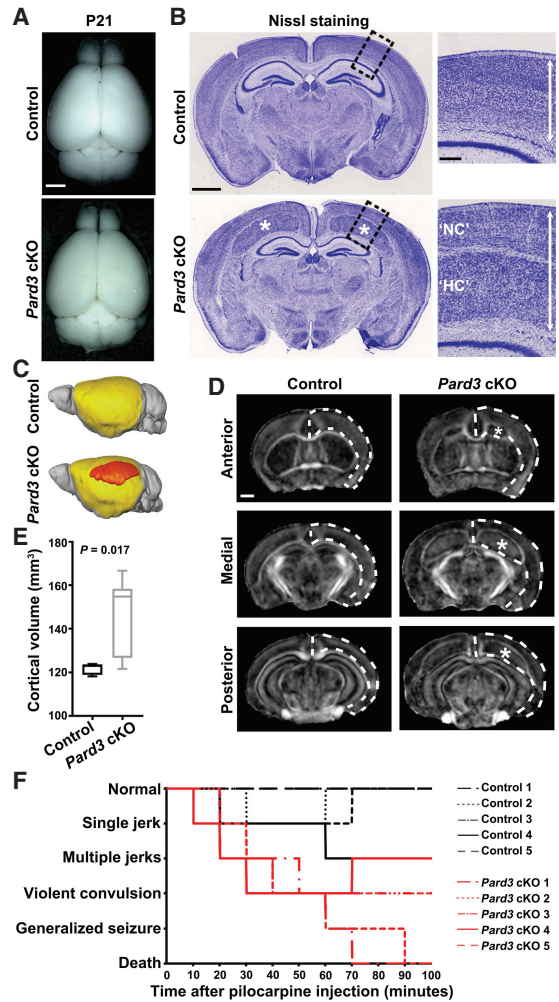 A
P21
Control
Pard3 cKO
B
Nissl staining
Control
Pard3 cKO
*
*
'NC'
'HC'
C
Control
Pard3 cKO
D
Control
Pard3 cKO
Anterior
*
Medial
*
Posterior
*
E
P = 0.017
Cortical volume (mm³)
180
160
140
120
100
Control
Pard3 cKO
F
Normal
Single jerk
Multiple jerks
Violent convulsion
Generalized seizure
Death
0 10 20 30 40 50 60 70 80 90 100
Time after pilocarpine injection (minutes)
Control 1
Control 2
Control 3
Control 4
Control 5
Pard3 cKO 1
Pard3 cKO 2
Pard3 cKO 3
Pard3 cKO 4
Pard3 cKO 5